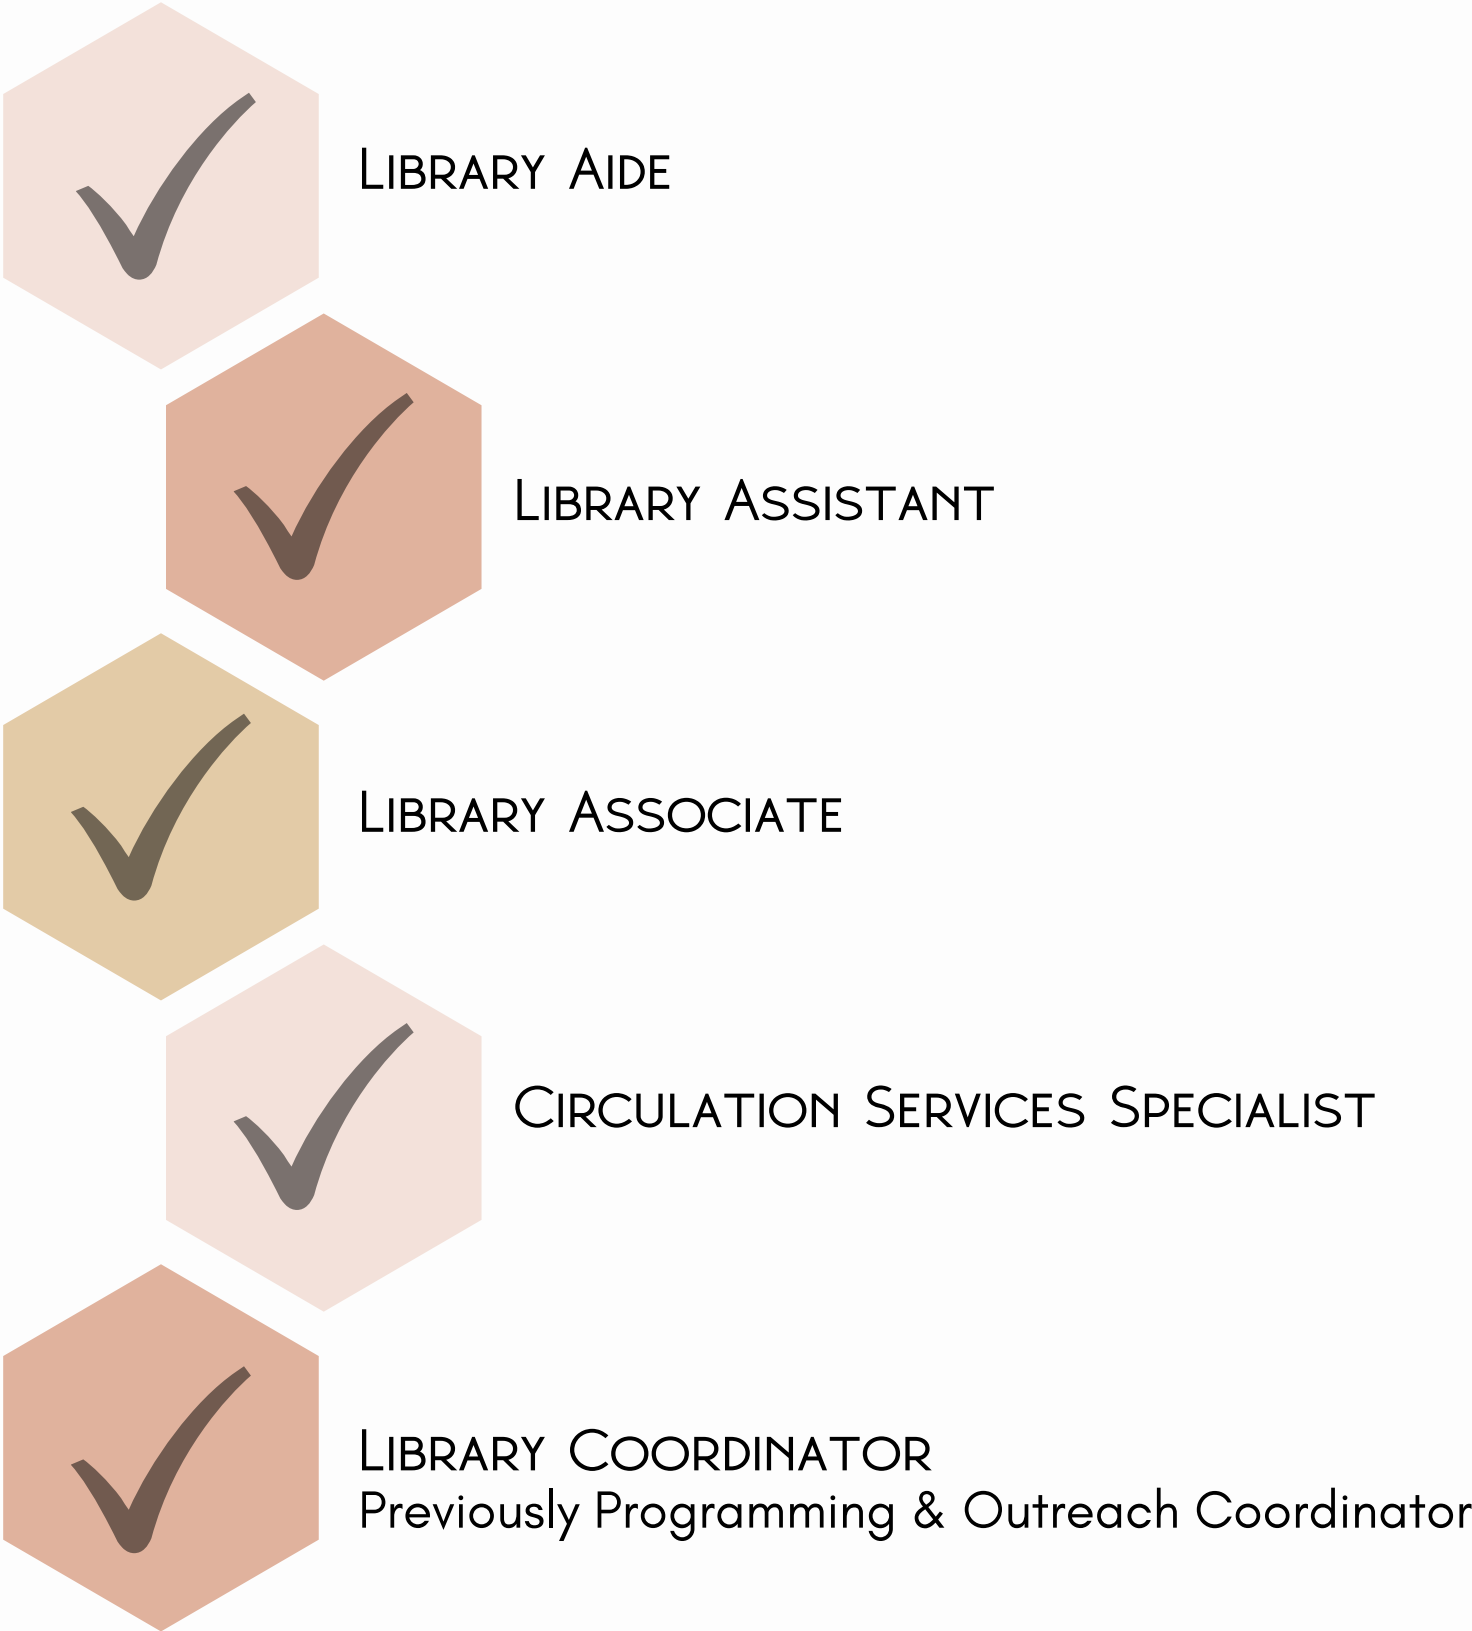 Library Aide
Library Assistant
Library Associate
Circulation Services Specialist
Library Coordinator
Previously Programming & Outreach Coordinator